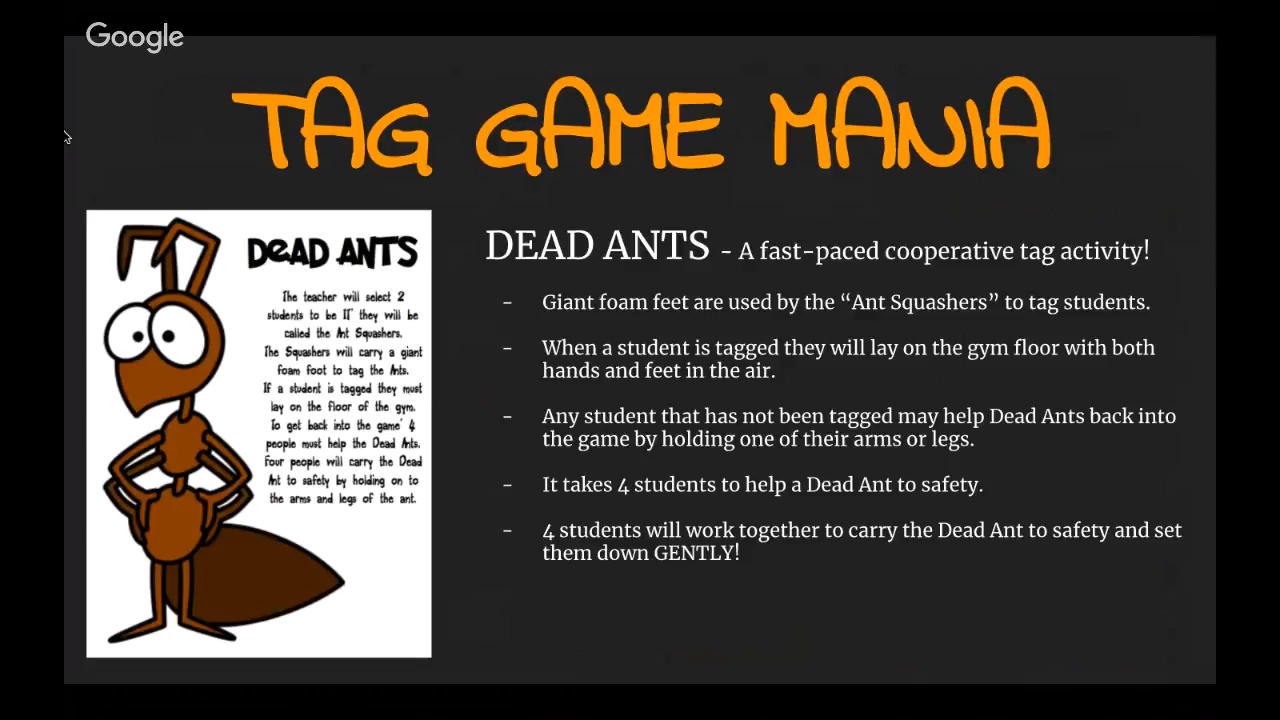 Google
TAG GAME MANIA
DEAD ANTS
The teacher will select 2
students to be IT" they will be
called the Ant Squashers.
The Squashers will carry a giant
foam foot to tag the Ants.
If a student is tagged they must
lay on the floor of the gym.
To get back into the game' 4
people must help the Dead Ants.
Four people will carry the Dead
Ant to safety by holding on to
the arms and legs of the ant.
DEAD ANTS - A fast-paced cooperative tag activity!
- Giant foam feet are used by the “Ant Squashers” to tag students.
- When a student is tagged they will lay on the gym floor with both
hands and feet in the air.
- Any student that has not been tagged may help Dead Ants back into
the game by holding one of their arms or legs.
- It takes 4 students to help a Dead Ant to safety.
- 4 students will work together to carry the Dead Ant to safety and set
them down GENTLY!